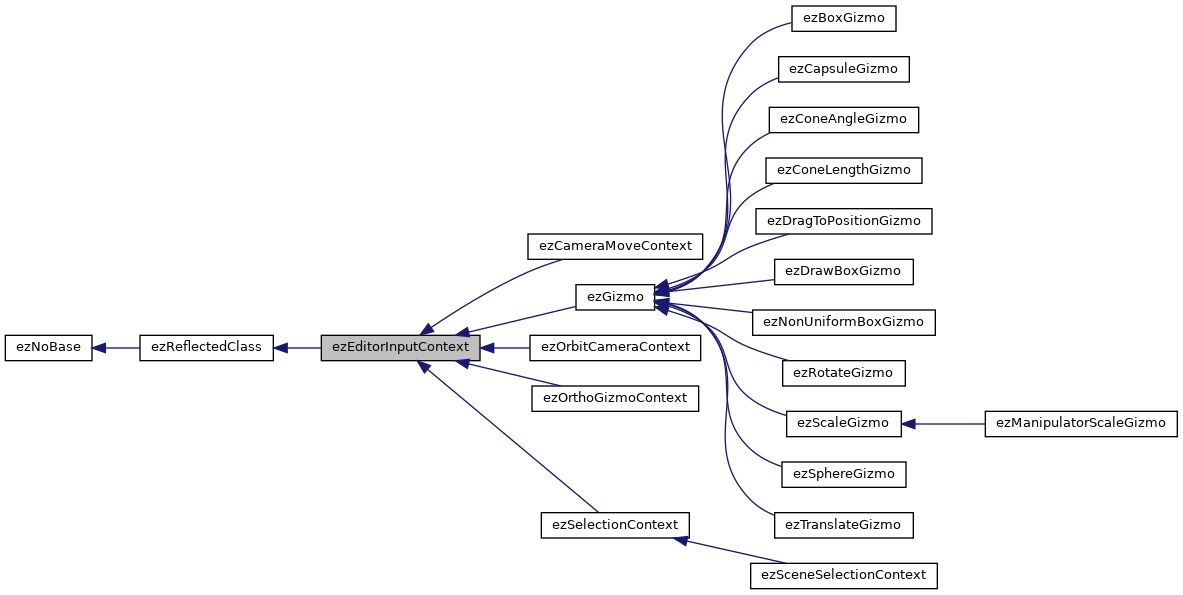 ezNoBase
ezReflectedClass
ezEditorInputContext
ezCameraMoveContext
ezGizmo
ezOrbitCameraContext
ezOrthoGizmoContext
ezSelectionContext
ezBoxGizmo
ezCapsuleGizmo
ezConeAngleGizmo
ezConeLengthGizmo
ezDragToPositionGizmo
ezDrawBoxGizmo
ezNonUniformBoxGizmo
ezRotateGizmo
ezScaleGizmo
ezSphereGizmo
ezTranslateGizmo
ezSceneSelectionContext
ezManipulatorScaleGizmo